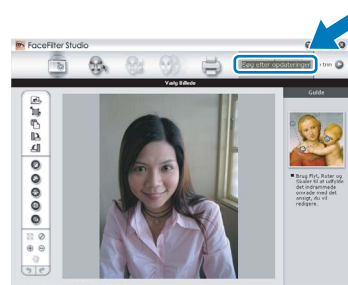 FaceFilter Studio
Søg efter opdateringer
trin
Vælg Billede
Guide
Brug Flyt, Roter og
Skaler til at udfylde
det indrammede
område med det
ansigt, du vil
redigere.